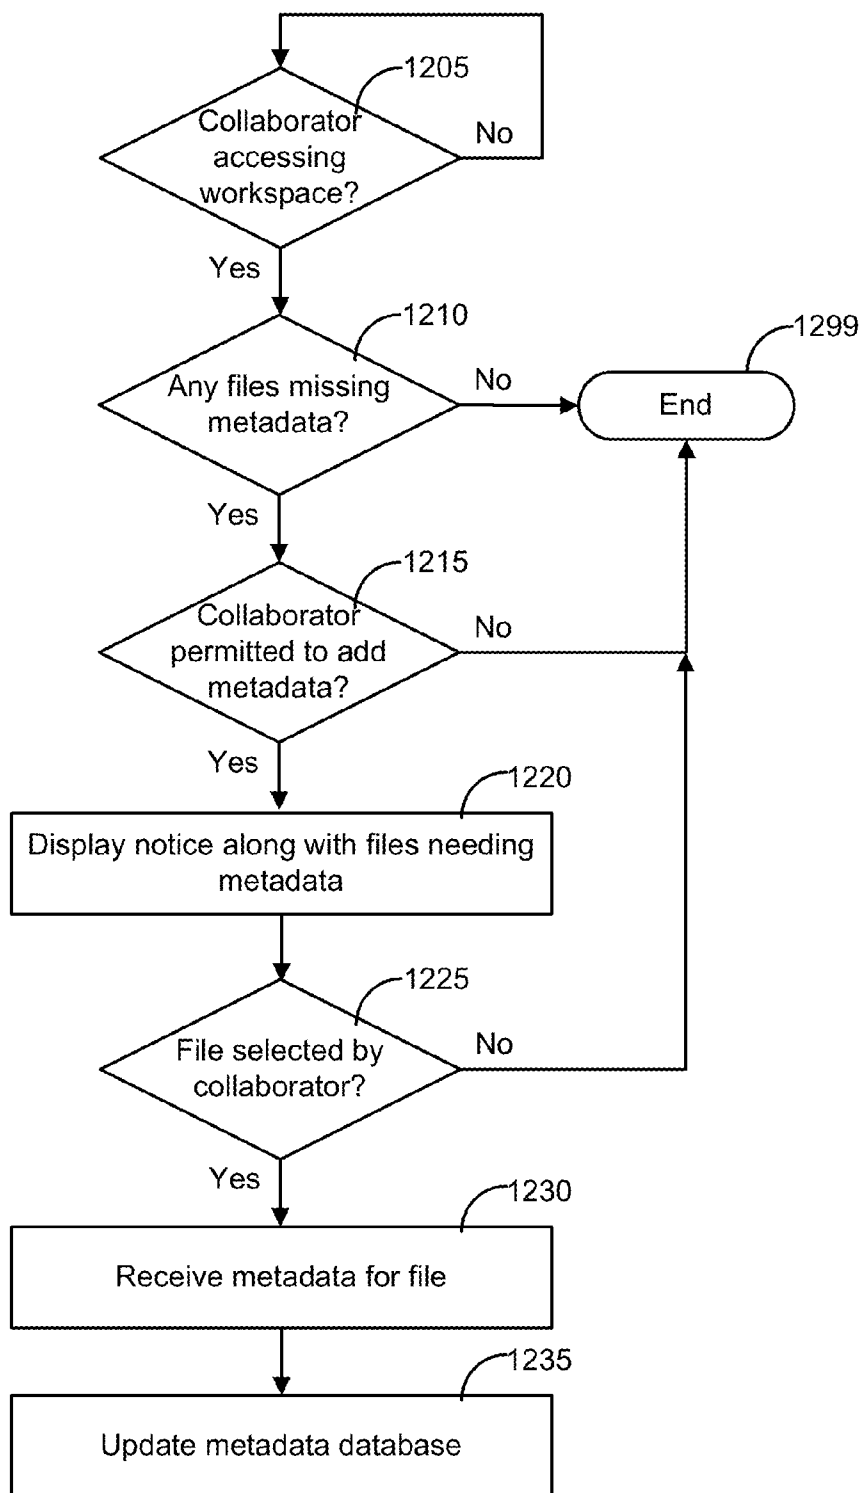 1205
Collaborator
accessing
workspace?
No
Yes
1210
Any files missing
metadata?
No
1299
End
Yes
1215
Collaborator
permitted to add
metadata?
No
Yes
1220
Display notice along with files needing
metadata
1225
File selected by
collaborator?
No
Yes
1230
Receive metadata for file
1235
Update metadata database